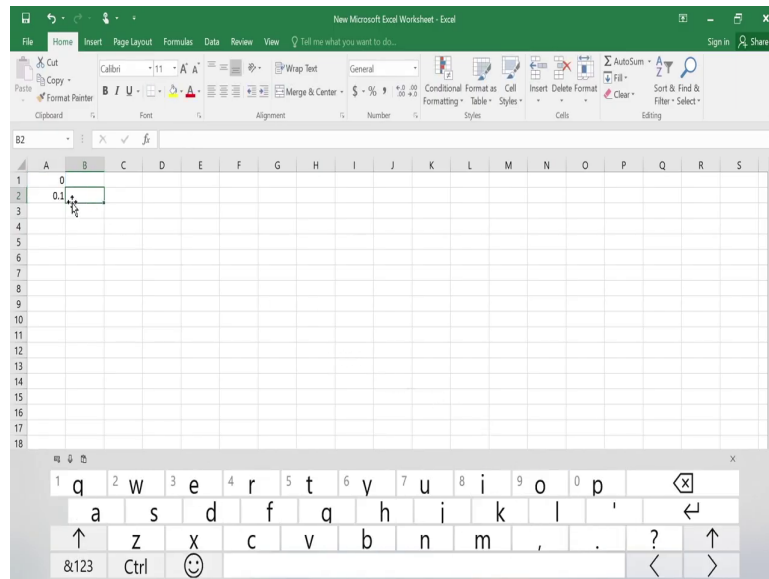 New Microsoft Excel Worksheet - Excel
File Home Insert Page Layout Formulas Data Review View Tell me what you want to do... Sign in Share
Cut Calibri 11 A A Wrap Text General Σ AutoSum
Copy Fill
Paste Format Painter B I U A Merge & Center $ % , .0 .00 .00 .0 Conditional Format as Cell Insert Delete Format Clear Sort & Find &
Formatting Table Styles Filter Select
Clipboard Font Alignment Number Styles Cells Editing
B2 fx
A B C D E F G H I J K L M N O P Q R S
1 0
2 0.1
3
4
5
6
7
8
9
10
11
12
13
14
15
16
17
18
1 q 2 w 3 e 4 r 5 t 6 y 7 u 8 i 9 o 0 p
a s d f g h j k l '
z x c v b n m , . ?
&123 Ctrl